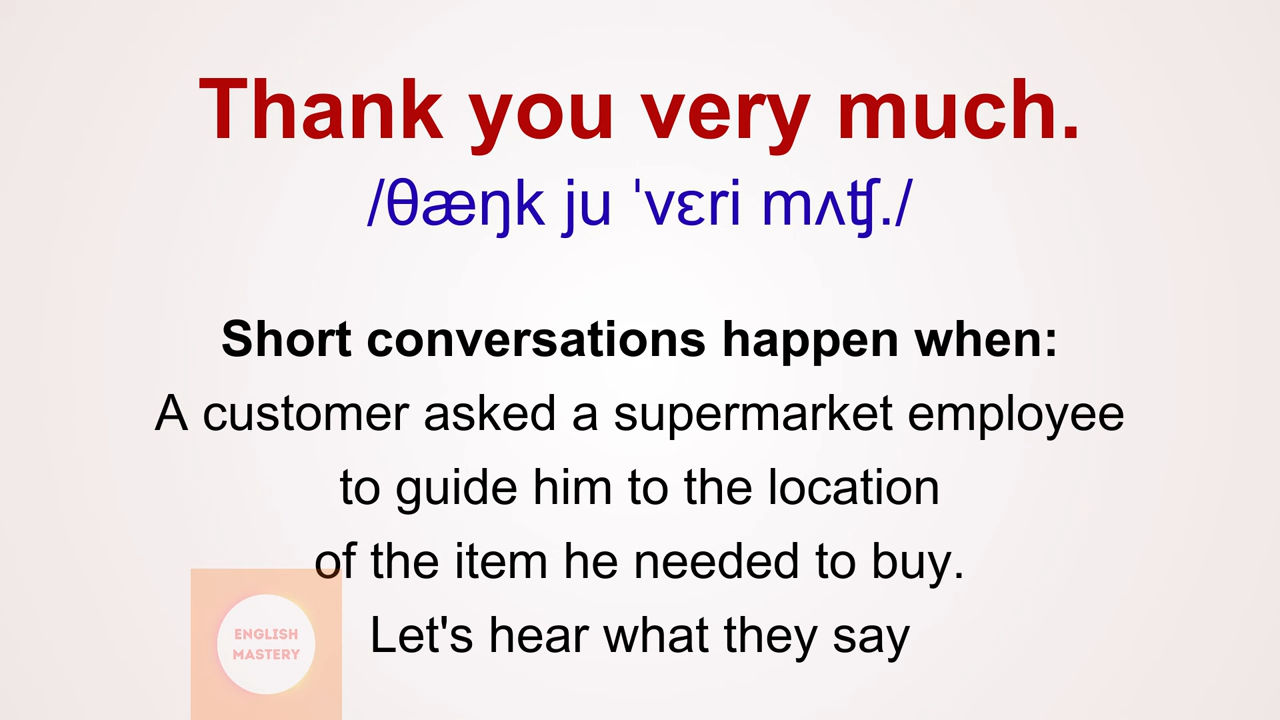 Thank you very much.
/θæŋk ju ˈvɛri mʌʧ./
Short conversations happen when:
A customer asked a supermarket employee
to guide him to the location
of the item he needed to buy.
Let's hear what they say
ENGLISH
MASTERY